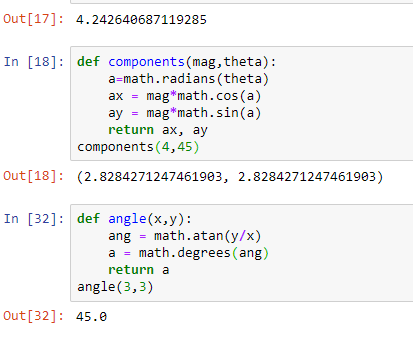 Out[17]: 4.242640687119285
In [18]: def components(mag,theta):
    a=math.radians(theta)
    ax = mag*math.cos(a)
    ay = mag*math.sin(a)
    return ax, ay
components(4,45)
Out[18]: (2.8284271247461903, 2.8284271247461903)
In [32]: def angle(x,y):
    ang = math.atan(y/x)
    a = math.degrees(ang)
    return a
angle(3,3)
Out[32]: 45.0